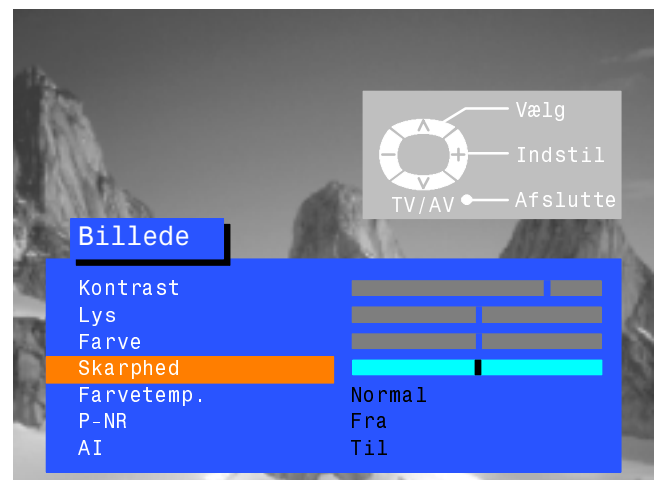 Vælg
Indstil
TV/AV Afslutte
Billede
Kontrast
Lys
Farve
Skarphed
Farvetemp. Normal
P-NR Fra
AI Til